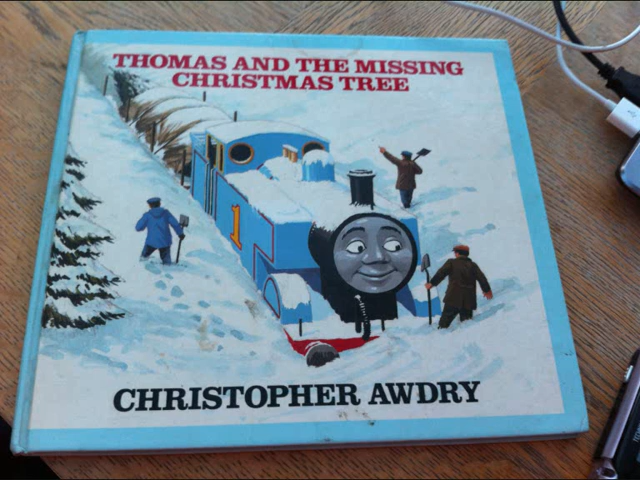 THOMAS AND THE MISSING
CHRISTMAS TREE
1
CHRISTOPHER AWDRY